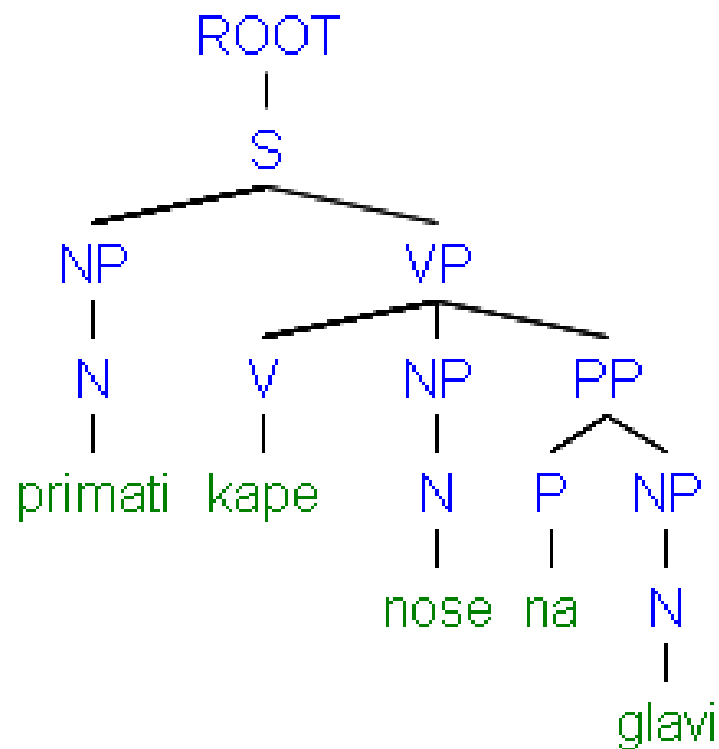 ROOT
S
NP VP
N V NP PP
primati kape N P NP
nose na N
glavi